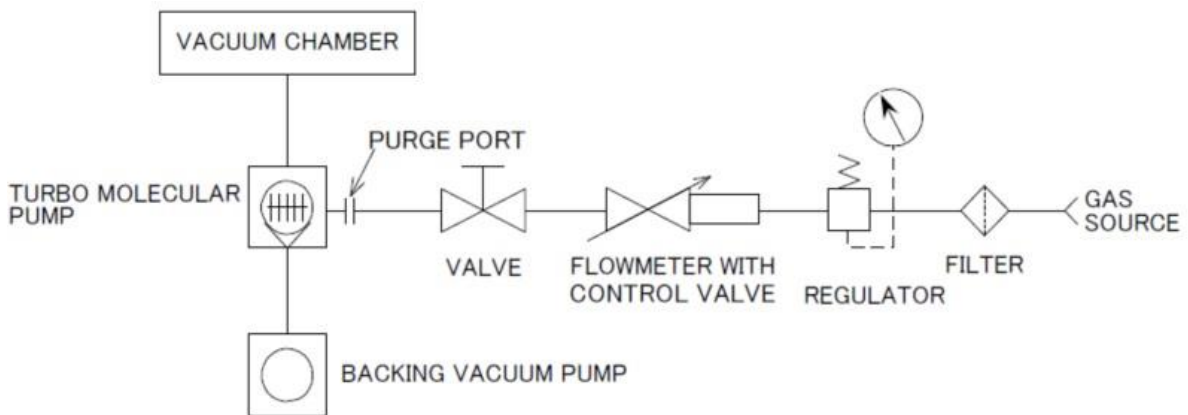 VACUUM CHAMBER
PURGE PORT
TURBO MOLECULAR
PUMP
VALVE
FLOWMETER WITH
CONTROL VALVE
REGULATOR
FILTER
GAS
SOURCE
BACKING VACUUM PUMP